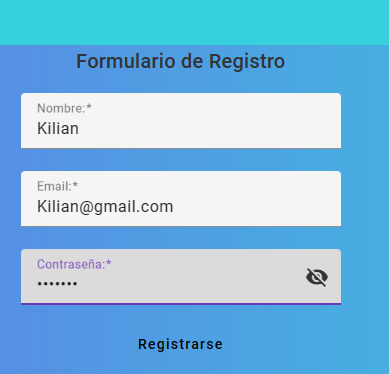 Formulario de Registro
Nombre:*
Kilian
Email:*
Kilian@gmail.com
Contraseña:*
•••••••
Registrarse